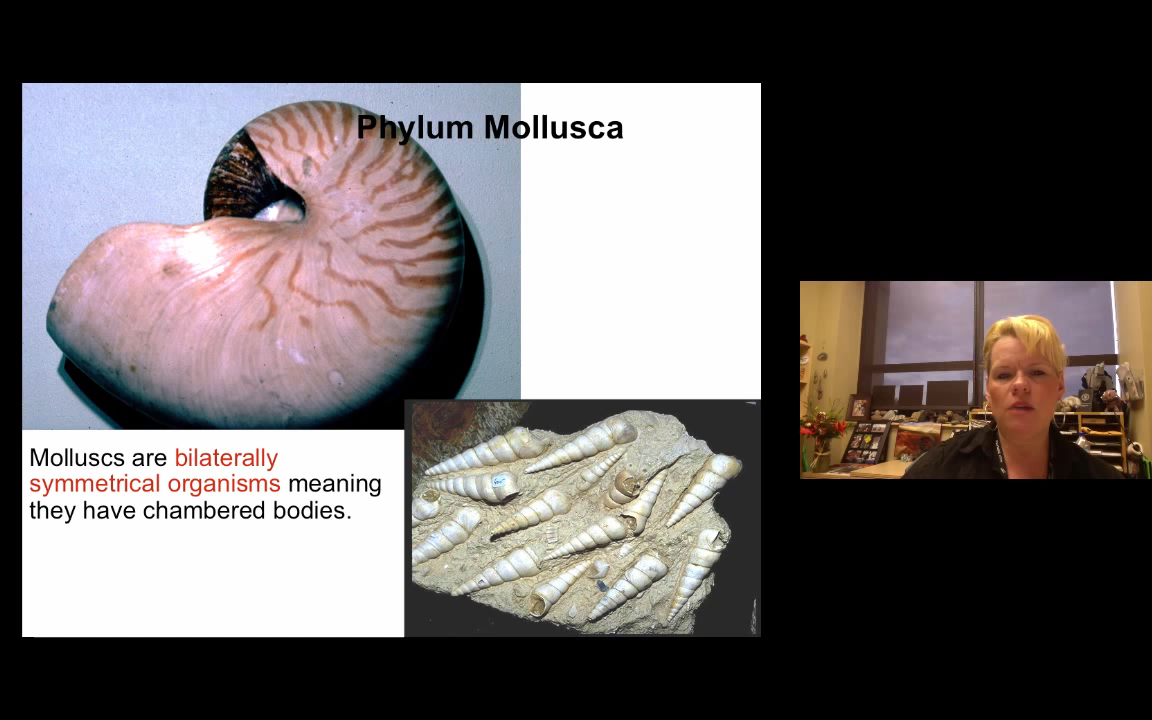 Phylum Mollusca
Molluscs are bilaterally
symmetrical organisms meaning
they have chambered bodies.